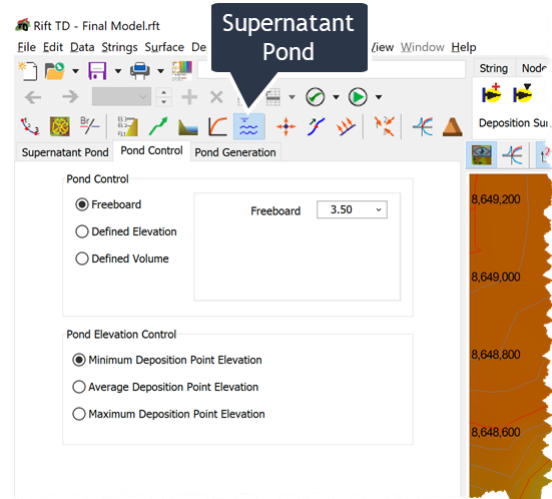 Rift TD - Final Model.rft
Supernatant
Pond
File Edit Data Strings Surface De View Window Help
String Node
Deposition Sur
Supernatant Pond Pond Control Pond Generation
Pond Control
Freeboard
Freeboard 3.50
Defined Elevation
Defined Volume
Pond Elevation Control
Minimum Deposition Point Elevation
Average Deposition Point Elevation
Maximum Deposition Point Elevation
8,649,200
8,649,000
8,648,800
8,648,600